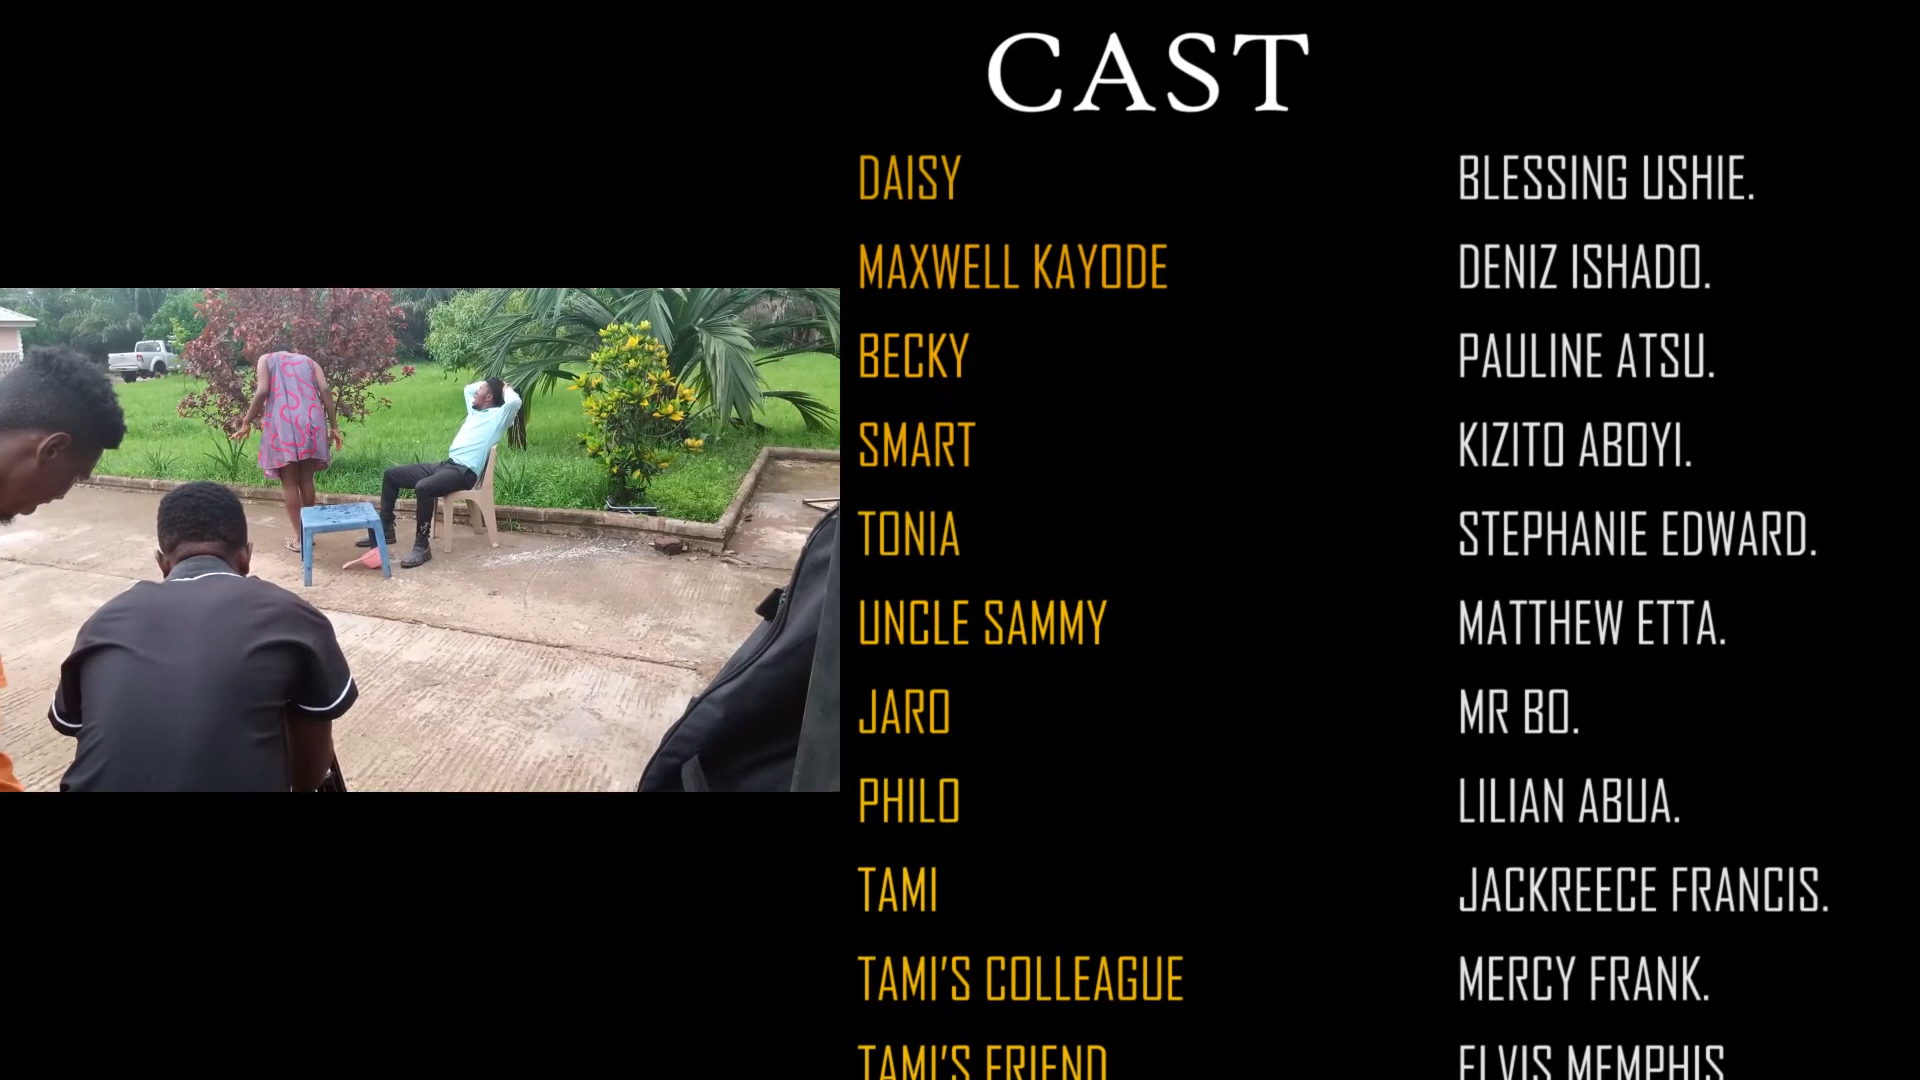 CAST
DAISY BLESSING USHIE.
MAXWELL KAYODE DENIZ ISHADO.
BECKY PAULINE ATSU.
SMART KIZITO ABOYI.
TONIA STEPHANIE EDWARD.
UNCLE SAMMY MATTHEW ETTA.
JARO MR BO.
PHILO LILIAN ABUA.
TAMI JACKREECE FRANCIS.
TAMI'S COLLEAGUE MERCY FRANK.
TAMI'S FRIEND ELVIS MEMPHIS